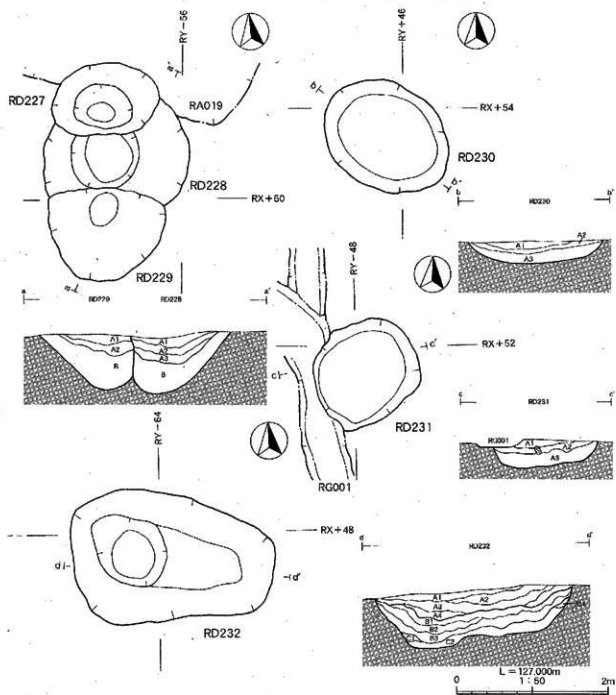 RY-56
a'
RD227
RA019
RD228
RX+50
RD229
a
RY+46
b
RX+54
RD230
b'
b
RD230
b'
A1
A2
A3
a
RD229
RD228
a'
A1
A1
A2
A2
A3
B
B
RY-48
c'
RX+52
c
RD231
RG001
c
RD231
c'
RG001
A1
A2
A3
RY-64
RX+48
d
d'
RD232
d
RD232
d'
A1
A2
A3
A4
B1
B2
B3
L=127.000m
0
1:50
2m